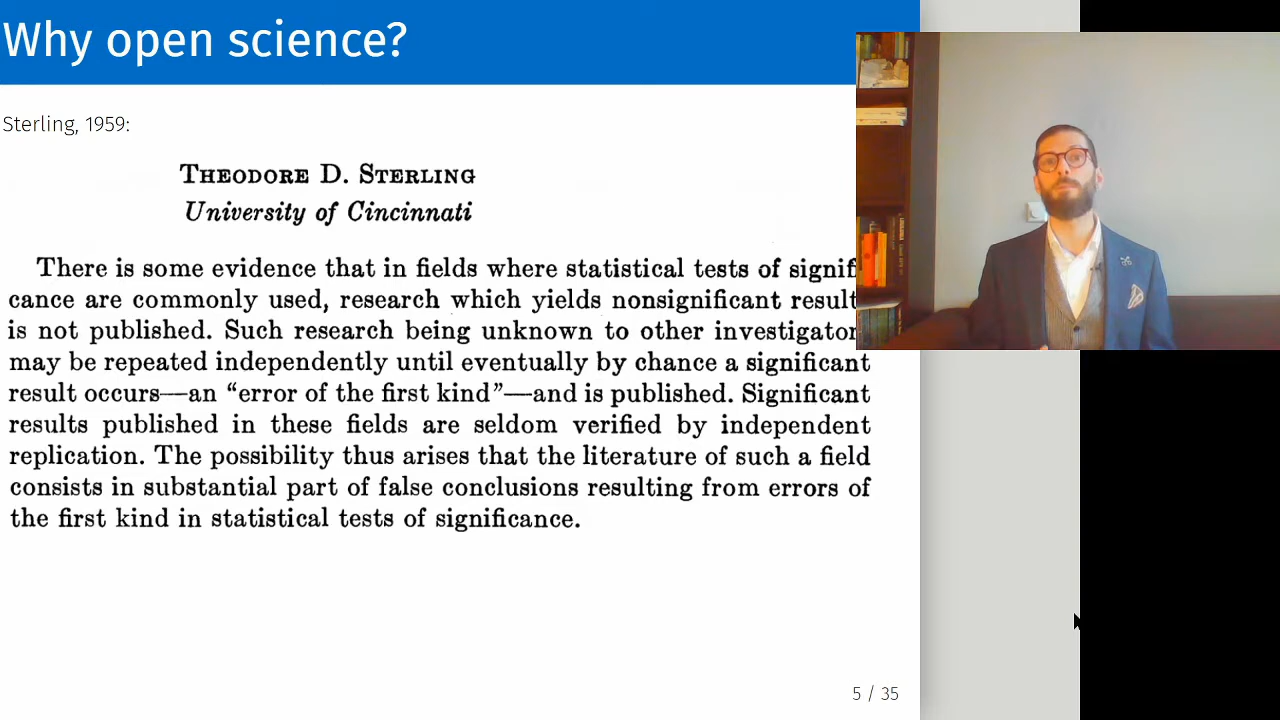 Why open science?
Sterling, 1959:
THEODORE D. STERLING
University of Cincinnati
There is some evidence that in fields where statistical tests of signifi
cance are commonly used, research which yields nonsignificant result
is not published. Such research being unknown to other investigator
may be repeated independently until eventually by chance a significant
result occurs—an “error of the first kind”—and is published. Significant
results published in these fields are seldom verified by independent
replication. The possibility thus arises that the literature of such a field
consists in substantial part of false conclusions resulting from errors of
the first kind in statistical tests of significance.
5 / 35